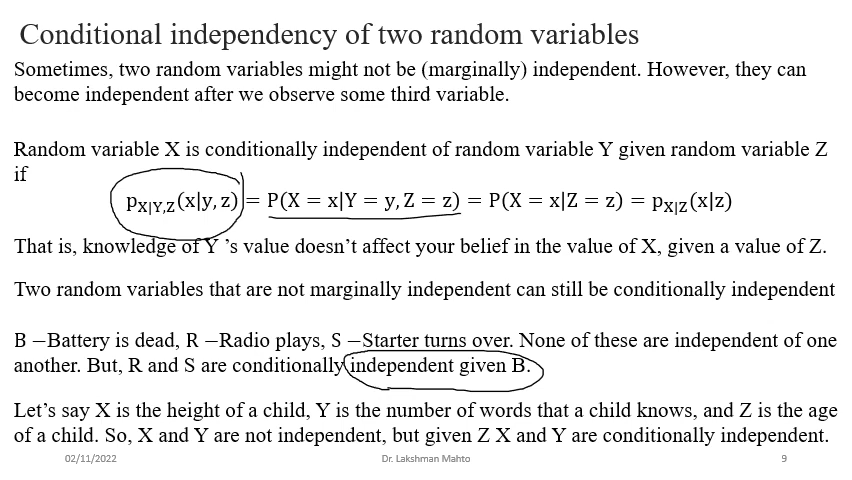 Conditional independency of two random variables
Sometimes, two random variables might not be (marginally) independent. However, they can
become independent after we observe some third variable.
Random variable X is conditionally independent of random variable Y given random variable Z
if
p_{X|Y,Z}(x|y, z) = P(X = x|Y = y, Z = z) = P(X = x|Z = z) = p_{X|Z}(x|z)
That is, knowledge of Y 's value doesn't affect your belief in the value of X, given a value of Z.
Two random variables that are not marginally independent can still be conditionally independent
B –Battery is dead, R –Radio plays, S –Starter turns over. None of these are independent of one
another. But, R and S are conditionally independent given B.
Let's say X is the height of a child, Y is the number of words that a child knows, and Z is the age
of a child. So, X and Y are not independent, but given Z X and Y are conditionally independent.
02/11/2022 Dr. Lakshman Mahto 9